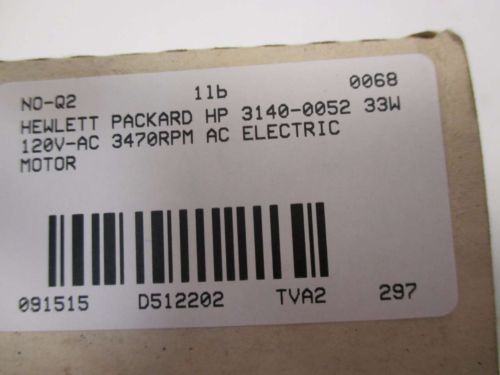 NO-Q2 1lb 0068
HEWLETT PACKARD HP 3140-0052 33W
120V-AC 3470RPM AC ELECTRIC
MOTOR
091515 D512202 TVA2 297